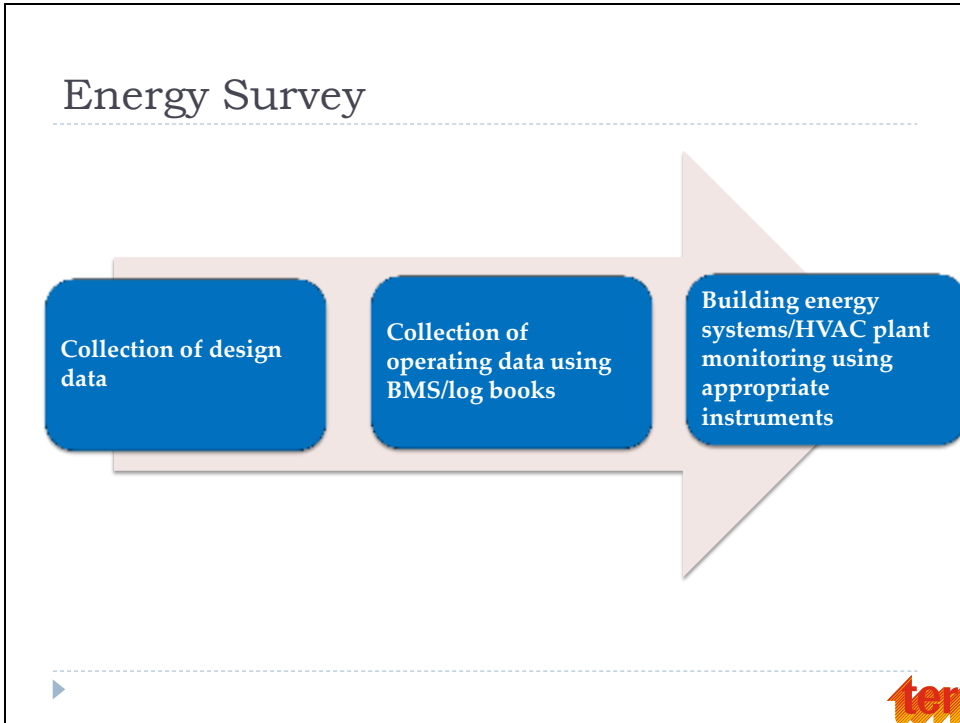 Energy Survey
Collection of design
data
Collection of
operating data using
BMS/log books
Building energy
systems/HVAC plant
monitoring using
appropriate
instruments